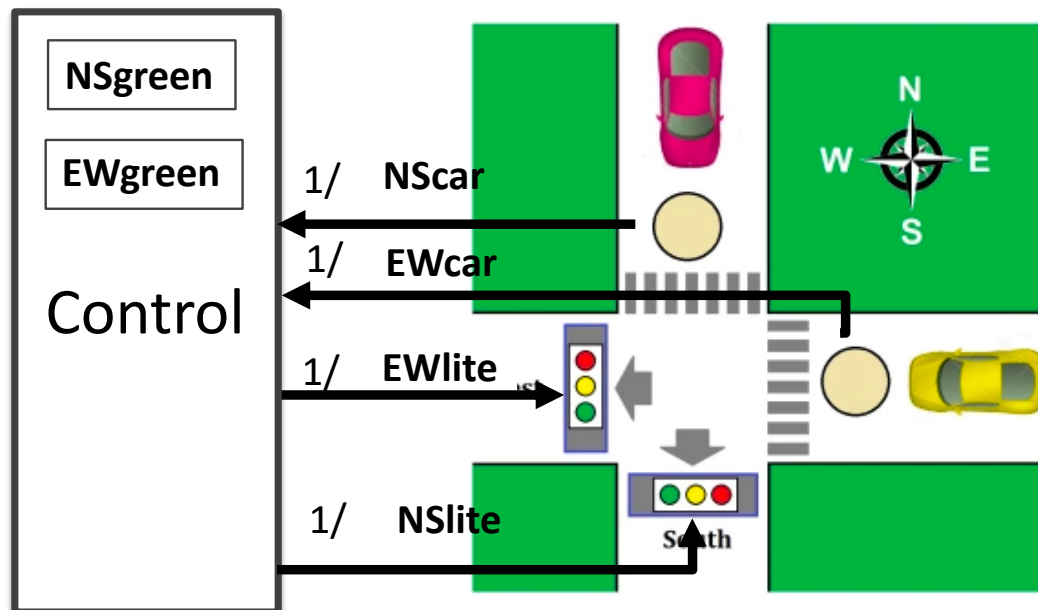 NSgreen
EWgreen
Control
1/ NScar
1/ EWcar
1/ EWlite
1/ NSlite
N
W E
S
South